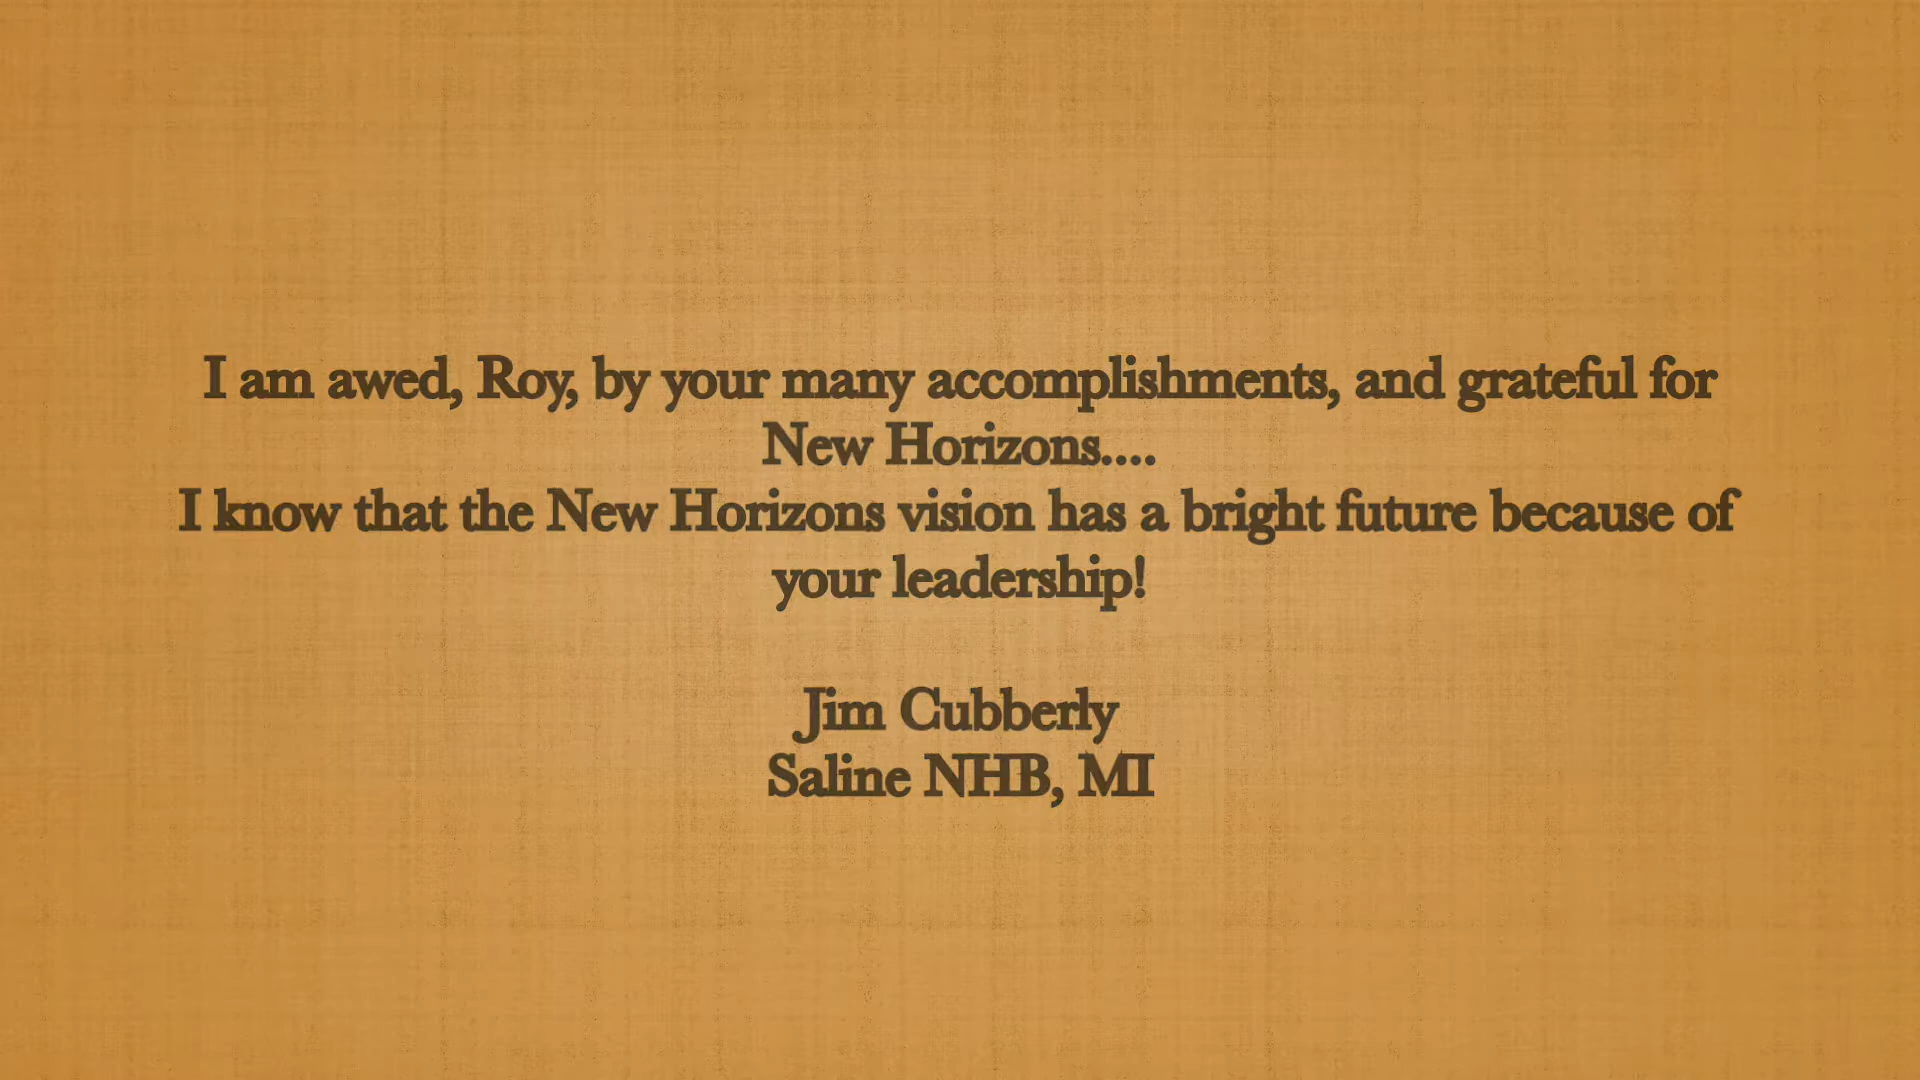 I am awed, Roy, by your many accomplishments, and grateful for
New Horizons....
I know that the New Horizons vision has a bright future because of
your leadership!
Jim Cubberly
Saline NHB, MI